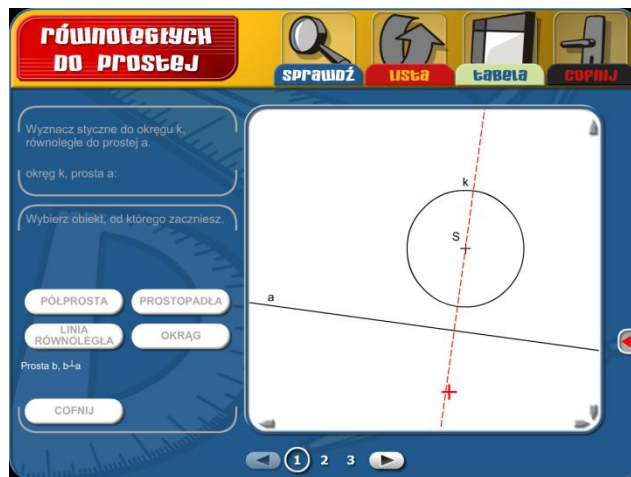 równoległych
do prostej
sprawdź
lista
tabela
cofnij
Wyznacz styczne do okręgu k,
równoległe do prostej a.
okręg k, prosta a:
Wybierz obiekt, od którego zaczniesz.
PÓŁPROSTA
PROSTOPADŁA
LINIA
RÓWNOLEGŁA
OKRĄG
Prosta b, b⊥a
COFNIJ
k
S
a
1 2 3